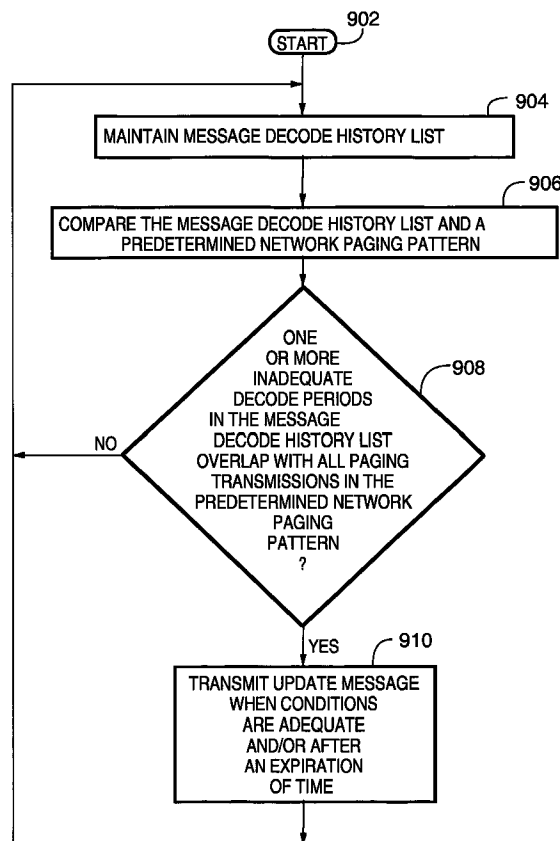 902
START
904
MAINTAIN MESSAGE DECODE HISTORY LIST
906
COMPARE THE MESSAGE DECODE HISTORY LIST AND A
PREDETERMINED NETWORK PAGING PATTERN
ONE
OR MORE
INADEQUATE
DECODE PERIODS
IN THE MESSAGE
DECODE HISTORY LIST
OVERLAP WITH ALL PAGING
TRANSMISSIONS IN THE
PREDETERMINED NETWORK
PAGING
PATTERN
?
908
NO
YES
910
TRANSMIT UPDATE MESSAGE
WHEN CONDITIONS
ARE ADEQUATE
AND/OR AFTER
AN EXPIRATION
OF TIME